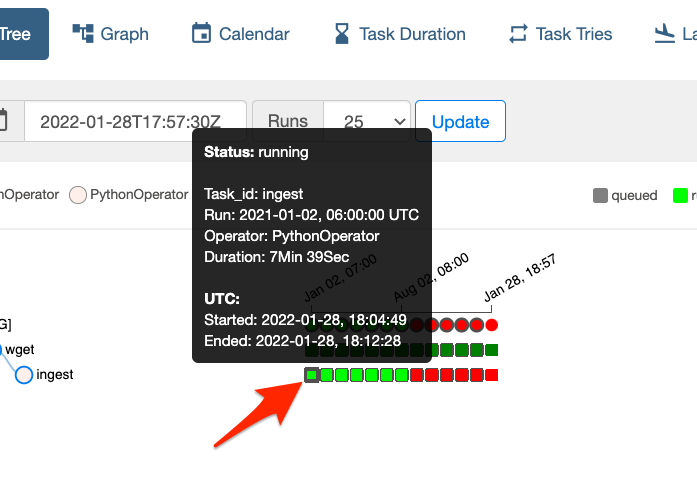 Tree Graph Calendar Task Duration Task Tries La
2022-01-28T17:57:30Z Runs 25 Update
Status: running
nOperator PythonOperator queued r
Task_id: ingest
Run: 2021-01-02, 06:00:00 UTC
Operator: PythonOperator
Duration: 7Min 39Sec
Jan 02, 07:00 Aug 02, 08:00 Jan 28, 18:57
UTC:
Started: 2022-01-28, 18:04:49
G]
Ended: 2022-01-28, 18:12:28
wget
ingest